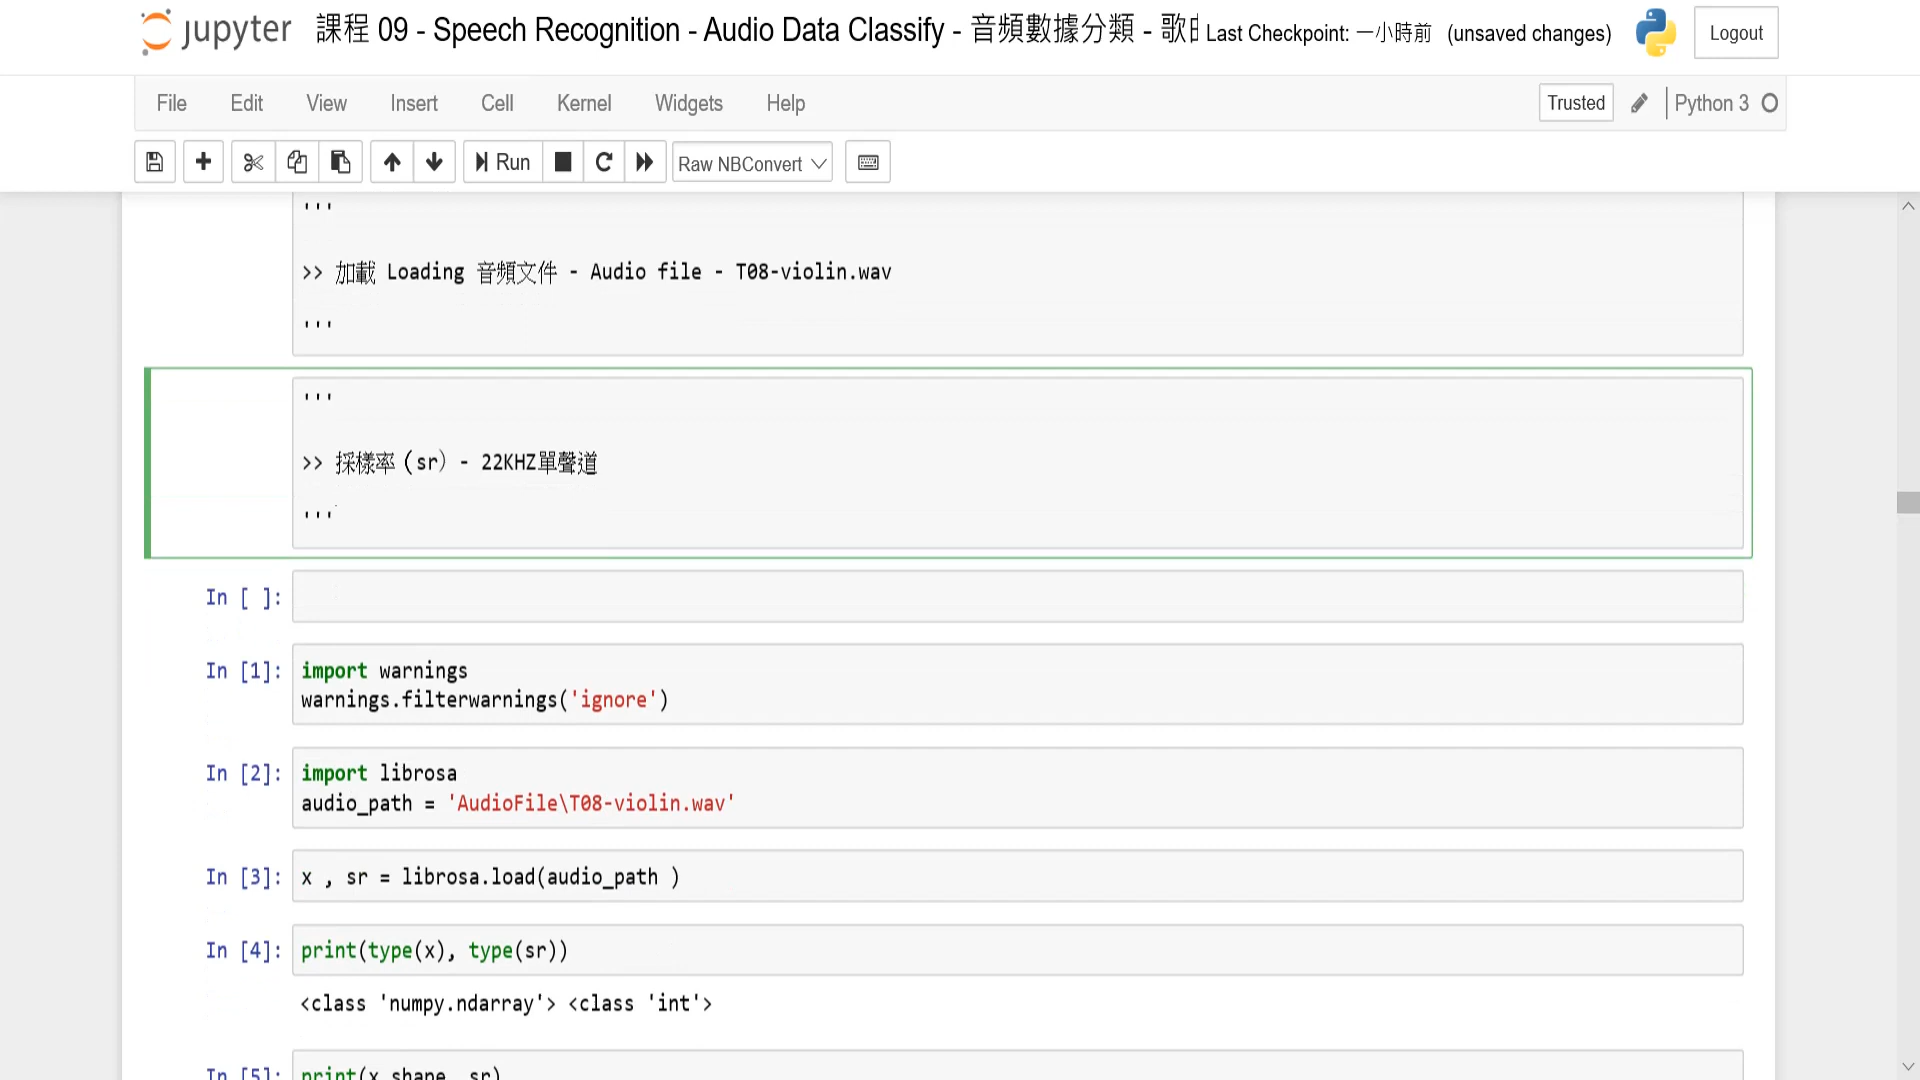 jupyter 課程 09 - Speech Recognition - Audio Data Classify - 音頻數據分類 - 歌 Last Checkpoint: 一小時前 (unsaved changes) Logout
File Edit View Insert Cell Kernel Widgets Help Trusted Python 3
Run Raw NBConvert
'''
>> 加載 Loading 音頻文件 - Audio file - T08-violin.wav
'''
'''
>> 採樣率（sr）- 22KHZ單聲道
'''
In [ ]:
In [1]: import warnings
warnings.filterwarnings('ignore')
In [2]: import librosa
audio_path = 'AudioFile\T08-violin.wav'
In [3]: x , sr = librosa.load(audio_path )
In [4]: print(type(x), type(sr))
<class 'numpy.ndarray'> <class 'int'>
In [5]: print(x.shape, sr)